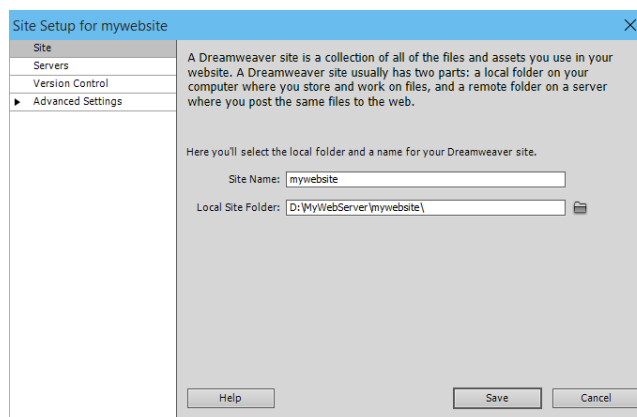 Site Setup for mywebsite
Site
Servers
Version Control
Advanced Settings
A Dreamweaver site is a collection of all of the files and assets you use in your
website. A Dreamweaver site usually has two parts: a local folder on your
computer where you store and work on files, and a remote folder on a server
where you post the same files to the web.
Here you'll select the local folder and a name for your Dreamweaver site.
Site Name: mywebsite
Local Site Folder: D:\MyWebServer\mywebsite\
Help Save Cancel